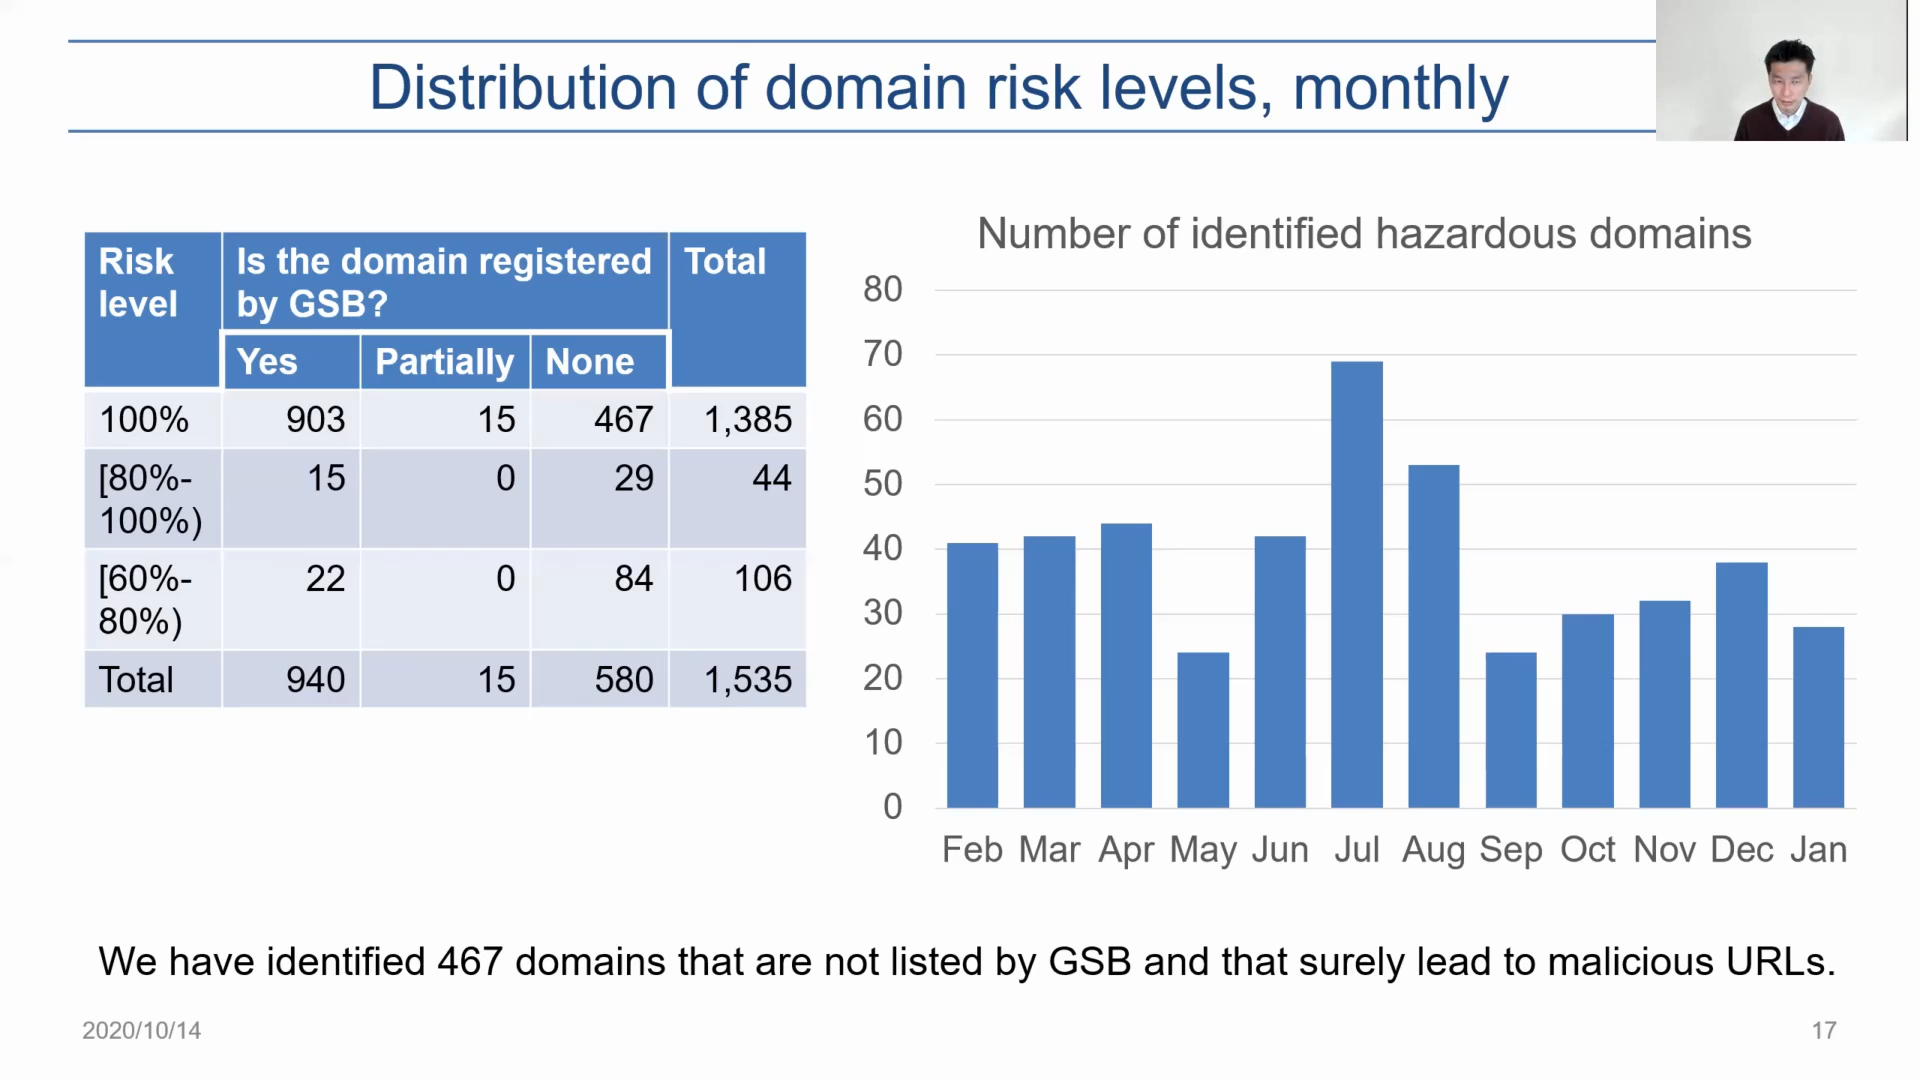 Distribution of domain risk levels, monthly
Risk level
Is the domain registered by GSB?
Total
Yes Partially None
100% 903 15 467 1,385
[80%-100%) 15 0 29 44
[60%-80%) 22 0 84 106
Total 940 15 580 1,535
Number of identified hazardous domains
80
70
60
50
40
30
20
10
0
Feb Mar Apr May Jun Jul Aug Sep Oct Nov Dec Jan
We have identified 467 domains that are not listed by GSB and that surely lead to malicious URLs.
2020/10/14
17